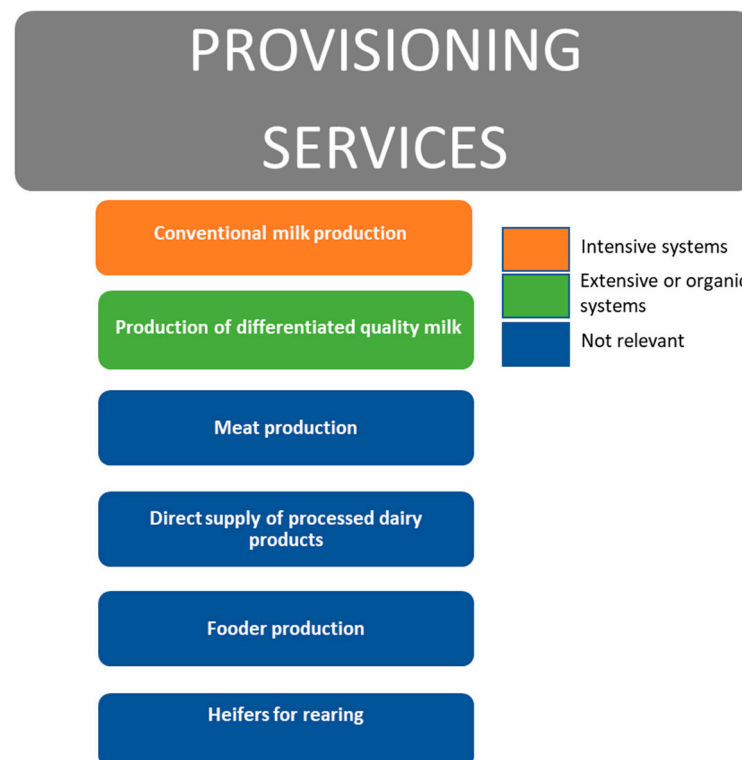 PROVISIONING
SERVICES
Conventional milk production
Intensive systems
Extensive or organic
systems
Production of differentiated quality milk
Not relevant
Meat production
Direct supply of processed dairy
products
Fooder production
Heifers for rearing